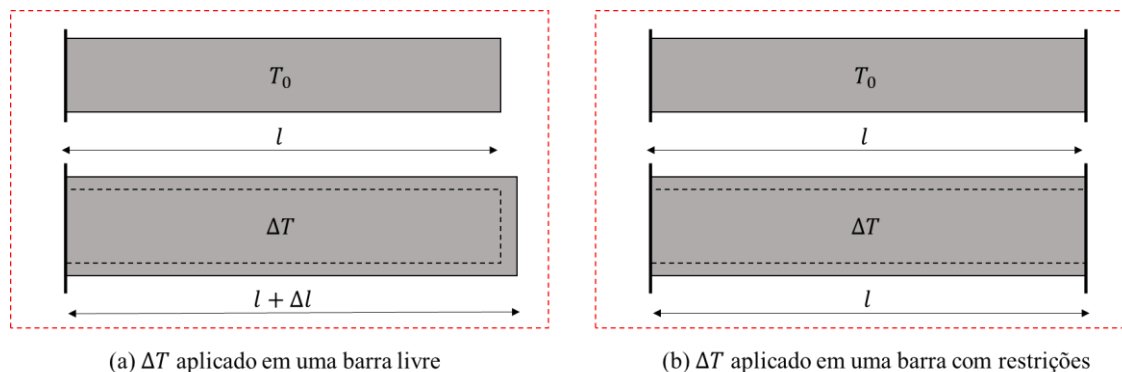 T₀
l
ΔT
l + Δl
(a) ΔT aplicado em uma barra livre
T₀
l
ΔT
l
(b) ΔT aplicado em uma barra com restrições